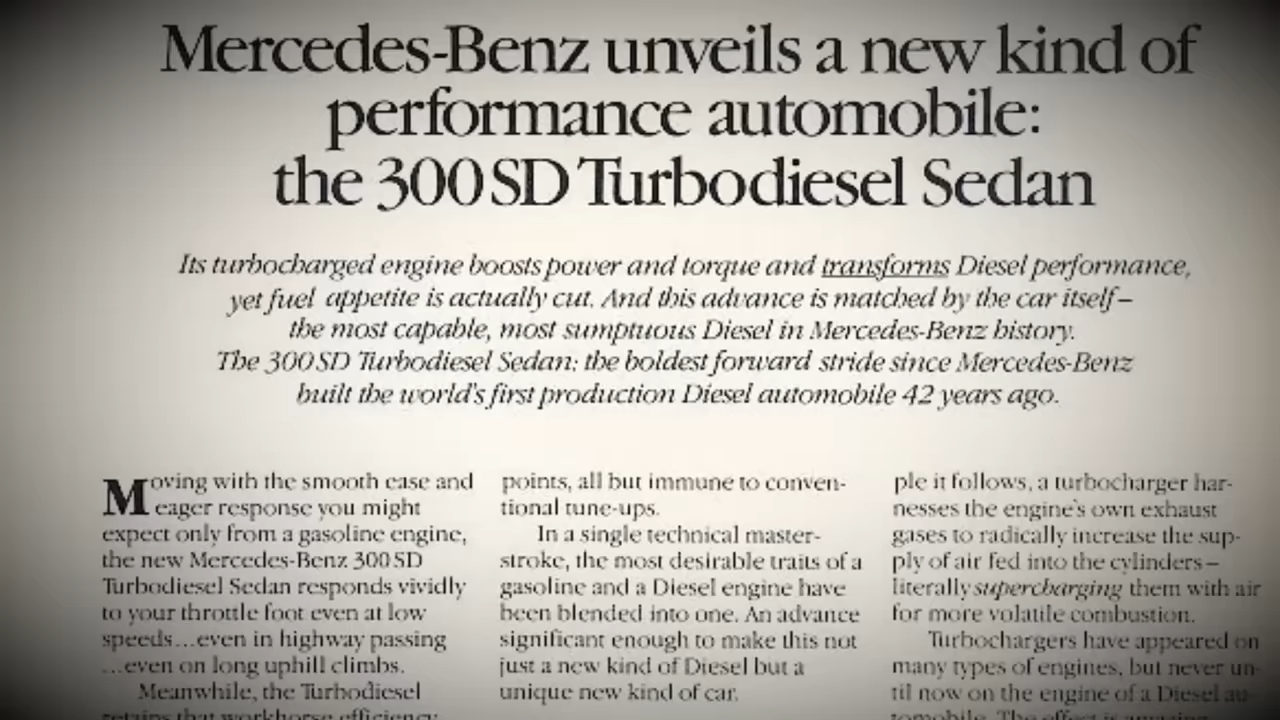 Mercedes-Benz unveils a new kind of
performance automobile:
the 300 SD Turbodiesel Sedan
Its turbocharged engine boosts power and torque and transforms Diesel performance,
yet fuel appetite is actually cut. And this advance is matched by the car itself–
the most capable, most sumptuous Diesel in Mercedes-Benz history.
The 300 SD Turbodiesel Sedan: the boldest forward stride since Mercedes-Benz
built the world's first production Diesel automobile 42 years ago.
Moving with the smooth ease and
eager response you might
expect only from a gasoline engine,
the new Mercedes-Benz 300 SD
Turbodiesel Sedan responds vividly
to your throttle foot even at low
speeds...even in highway passing
...even on long uphill climbs.
Meanwhile, the Turbodiesel
retains that workhorse efficiency
points, all but immune to conven-
tional tune-ups.
In a single technical master-
stroke, the most desirable traits of a
gasoline and a Diesel engine have
been blended into one. An advance
significant enough to make this not
just a new kind of Diesel but a
unique new kind of car.
ple it follows, a turbocharger har-
nesses the engine's own exhaust
gases to radically increase the sup-
ply of air fed into the cylinders–
literally supercharging them with air
for more volatile combustion.
Turbochargers have appeared on
many types of engines, but never un-
til now on the engine of a Diesel au-
tomobile. The effect is